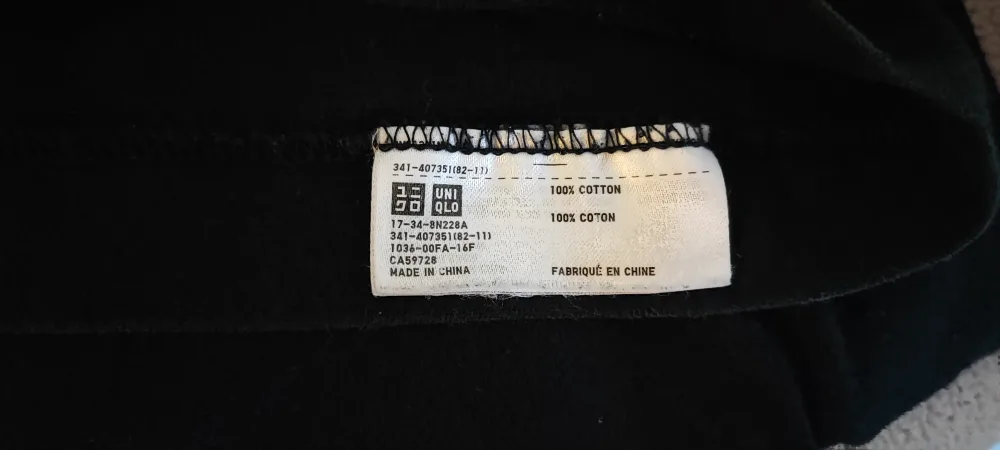 341-407351(82-11)
ユニ UNI
クロ QLO
17-34-8N228A
341-407351(82-11)
1036-00FA-16F
CA59728
MADE IN CHINA
100% COTTON
100% COTON
FABRIQUÉ EN CHINE